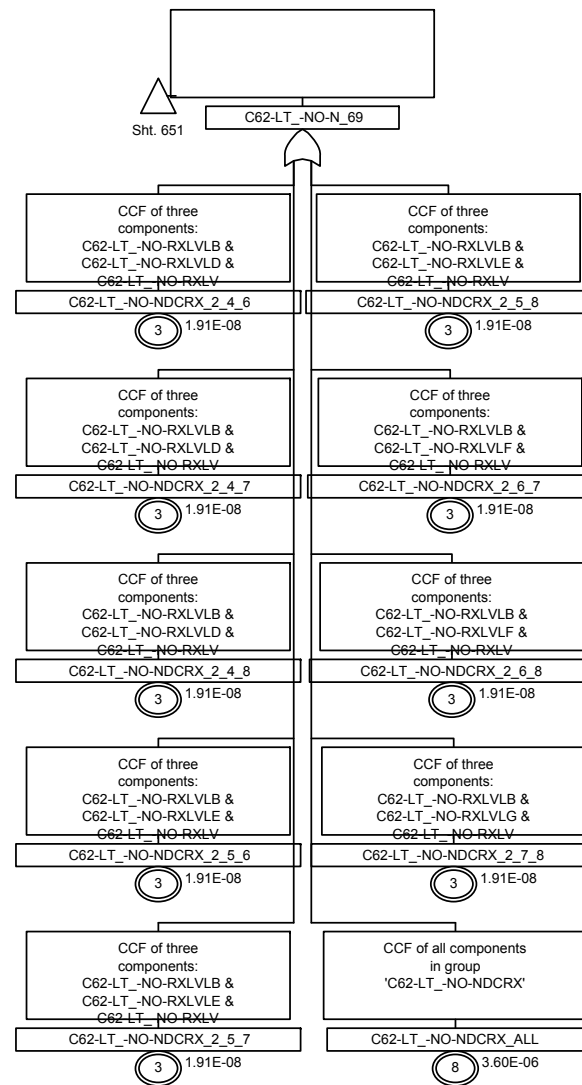 Sht. 651
C62-LT_-NO-N_69
CCF of three
components:
C62-LT_-NO-RXLVLB &
C62-LT_-NO-RXLVLD &
C62-LT_-NO-RXLV
C62-LT_-NO-NDCRX_2_4_6
3
1.91E-08
CCF of three
components:
C62-LT_-NO-RXLVLB &
C62-LT_-NO-RXLVLE &
C62-LT_-NO-RXLV
C62-LT_-NO-NDCRX_2_5_8
3
1.91E-08
CCF of three
components:
C62-LT_-NO-RXLVLB &
C62-LT_-NO-RXLVLD &
C62-LT_-NO-RXLV
C62-LT_-NO-NDCRX_2_4_7
3
1.91E-08
CCF of three
components:
C62-LT_-NO-RXLVLB &
C62-LT_-NO-RXLVLF &
C62-LT_-NO-RXLV
C62-LT_-NO-NDCRX_2_6_7
3
1.91E-08
CCF of three
components:
C62-LT_-NO-RXLVLB &
C62-LT_-NO-RXLVLD &
C62-LT_-NO-RXLV
C62-LT_-NO-NDCRX_2_4_8
3
1.91E-08
CCF of three
components:
C62-LT_-NO-RXLVLB &
C62-LT_-NO-RXLVLF &
C62-LT_-NO-RXLV
C62-LT_-NO-NDCRX_2_6_8
3
1.91E-08
CCF of three
components:
C62-LT_-NO-RXLVLB &
C62-LT_-NO-RXLVLE &
C62-LT_-NO-RXLV
C62-LT_-NO-NDCRX_2_5_6
3
1.91E-08
CCF of three
components:
C62-LT_-NO-RXLVLB &
C62-LT_-NO-RXLVLG &
C62-LT_-NO-RXLV
C62-LT_-NO-NDCRX_2_7_8
3
1.91E-08
CCF of three
components:
C62-LT_-NO-RXLVLB &
C62-LT_-NO-RXLVLE &
C62-LT_-NO-RXLV
C62-LT_-NO-NDCRX_2_5_7
3
1.91E-08
CCF of all components
in group
'C62-LT_-NO-NDCRX'
C62-LT_-NO-NDCRX_ALL
8
3.60E-06